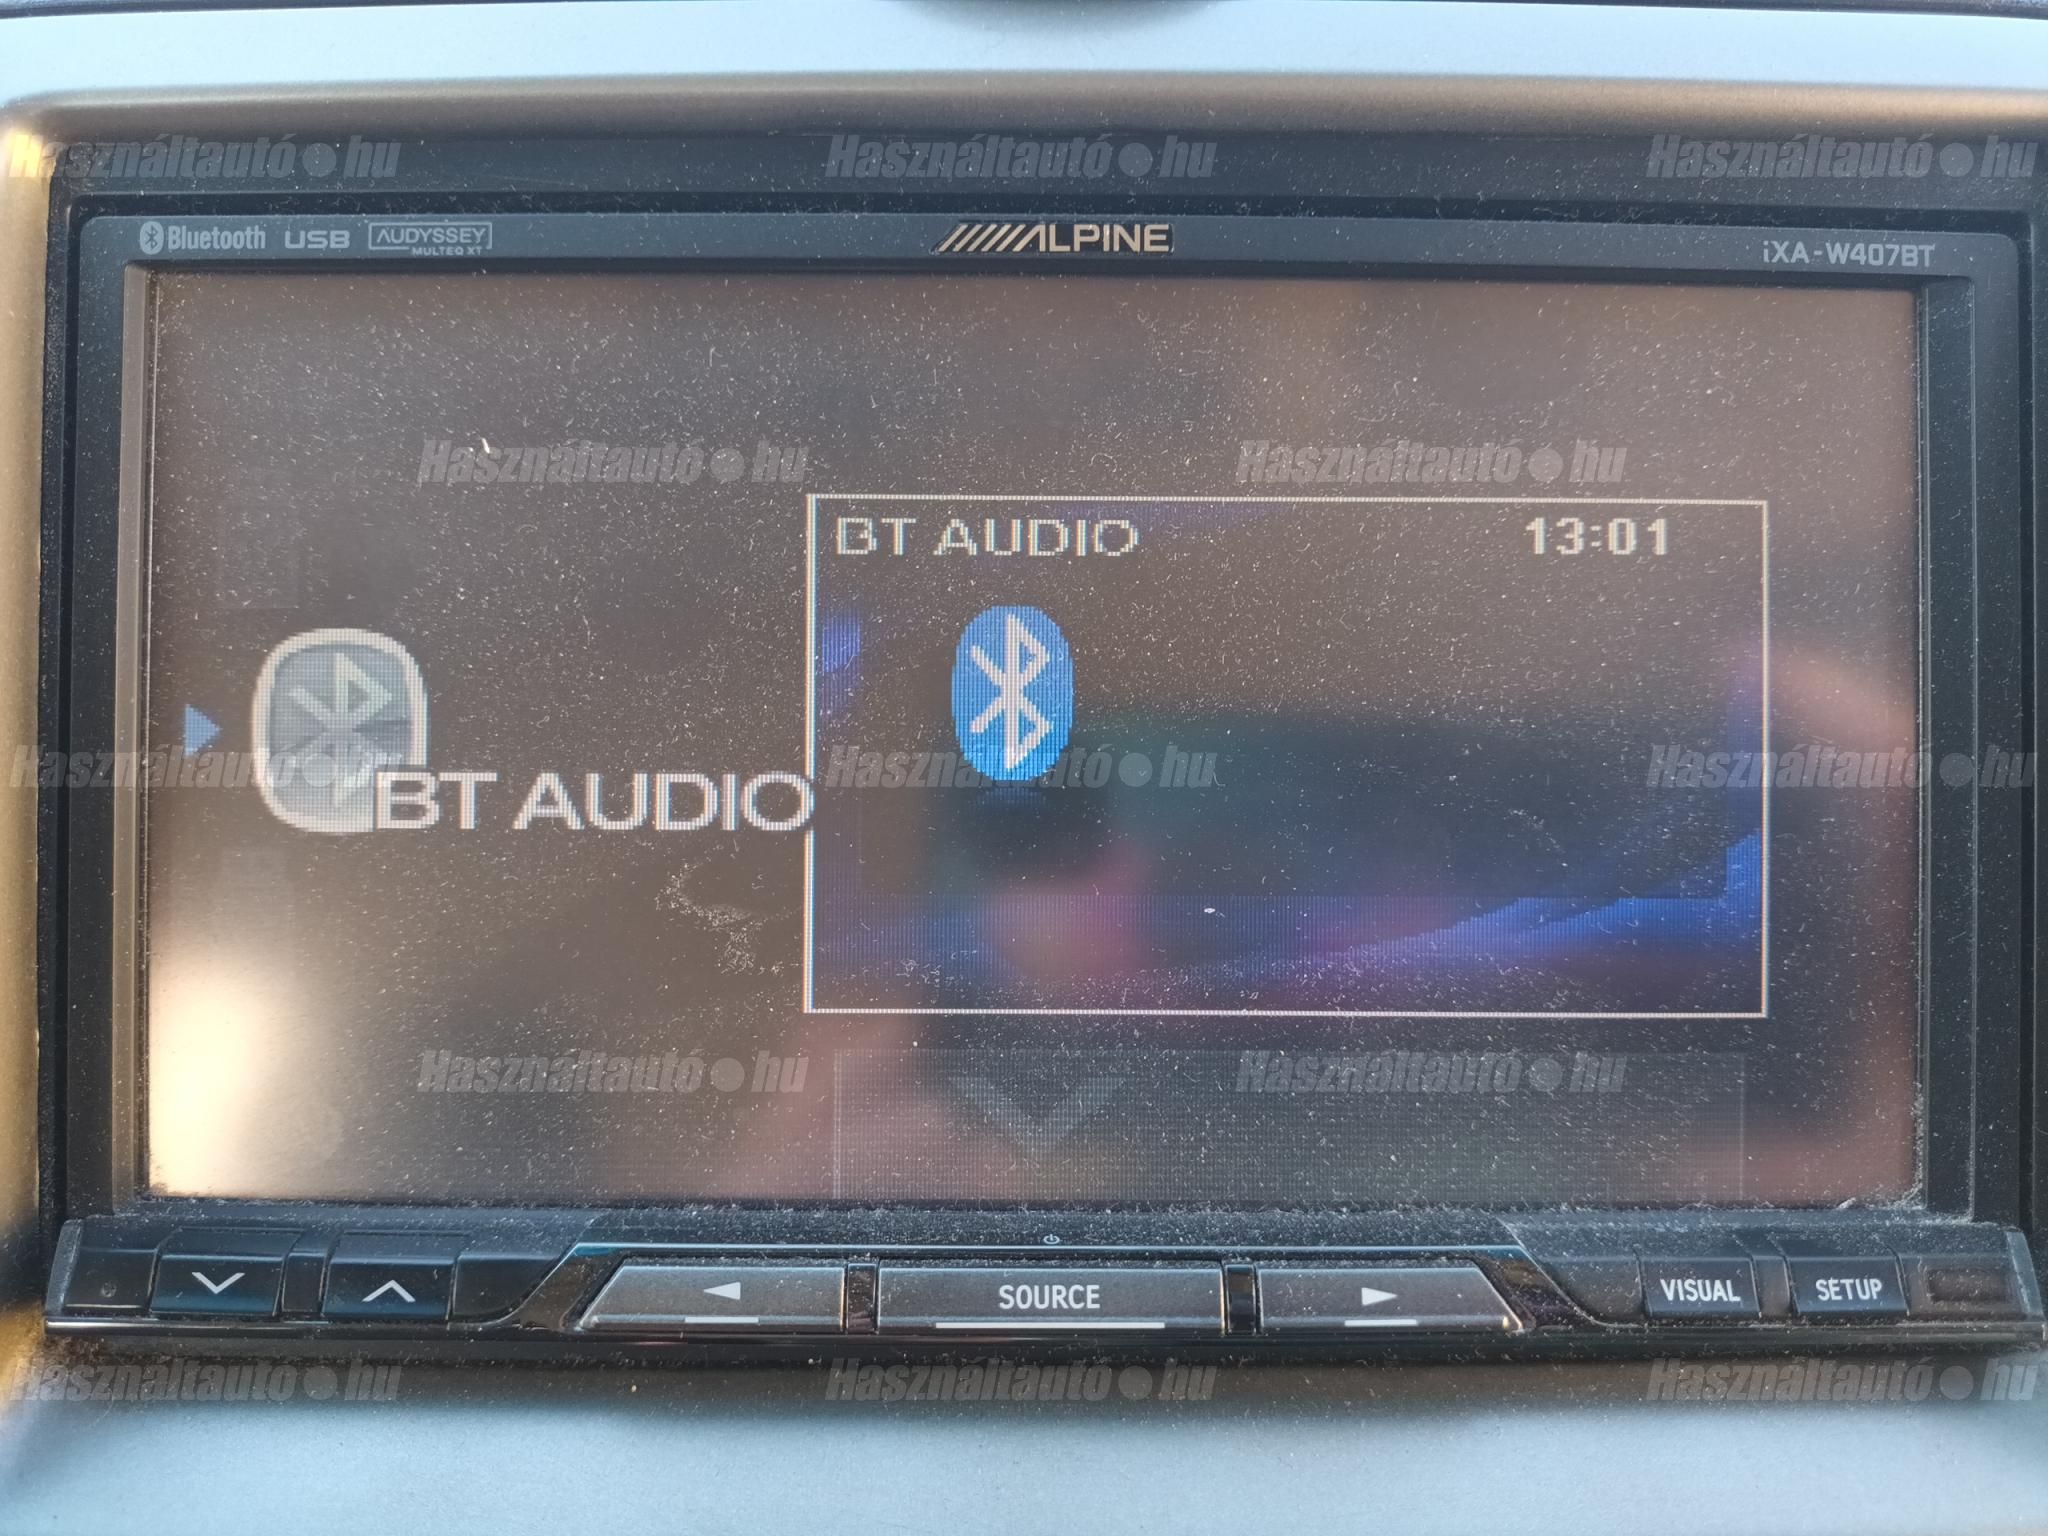 Használtautó●hu Használtautó●hu Használtautó●hu
Bluetooth USB AUDYSSEY MULTEQ XT
ALPINE
iXA-W407BT
Használtautó●hu Használtautó●hu
BT AUDIO 13:01
Használtautó●hu Használtautó●hu Használtautó●hu
BT AUDIO
Használtautó●hu Használtautó●hu
SOURCE
VISUAL
SETUP
Használtautó●hu Használtautó●hu Használtautó●hu